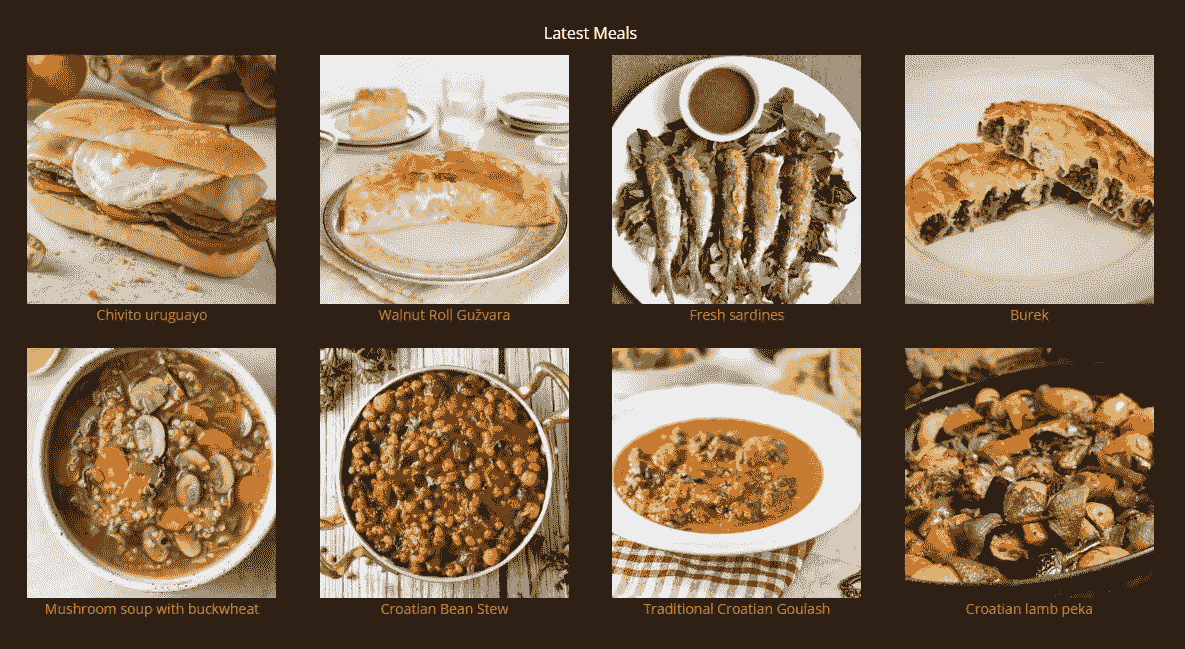 Latest Meals
Chivito uruguayo
Walnut Roll Gužvara
Fresh sardines
Burek
Mushroom soup with buckwheat
Croatian Bean Stew
Traditional Croatian Goulash
Croatian lamb peka